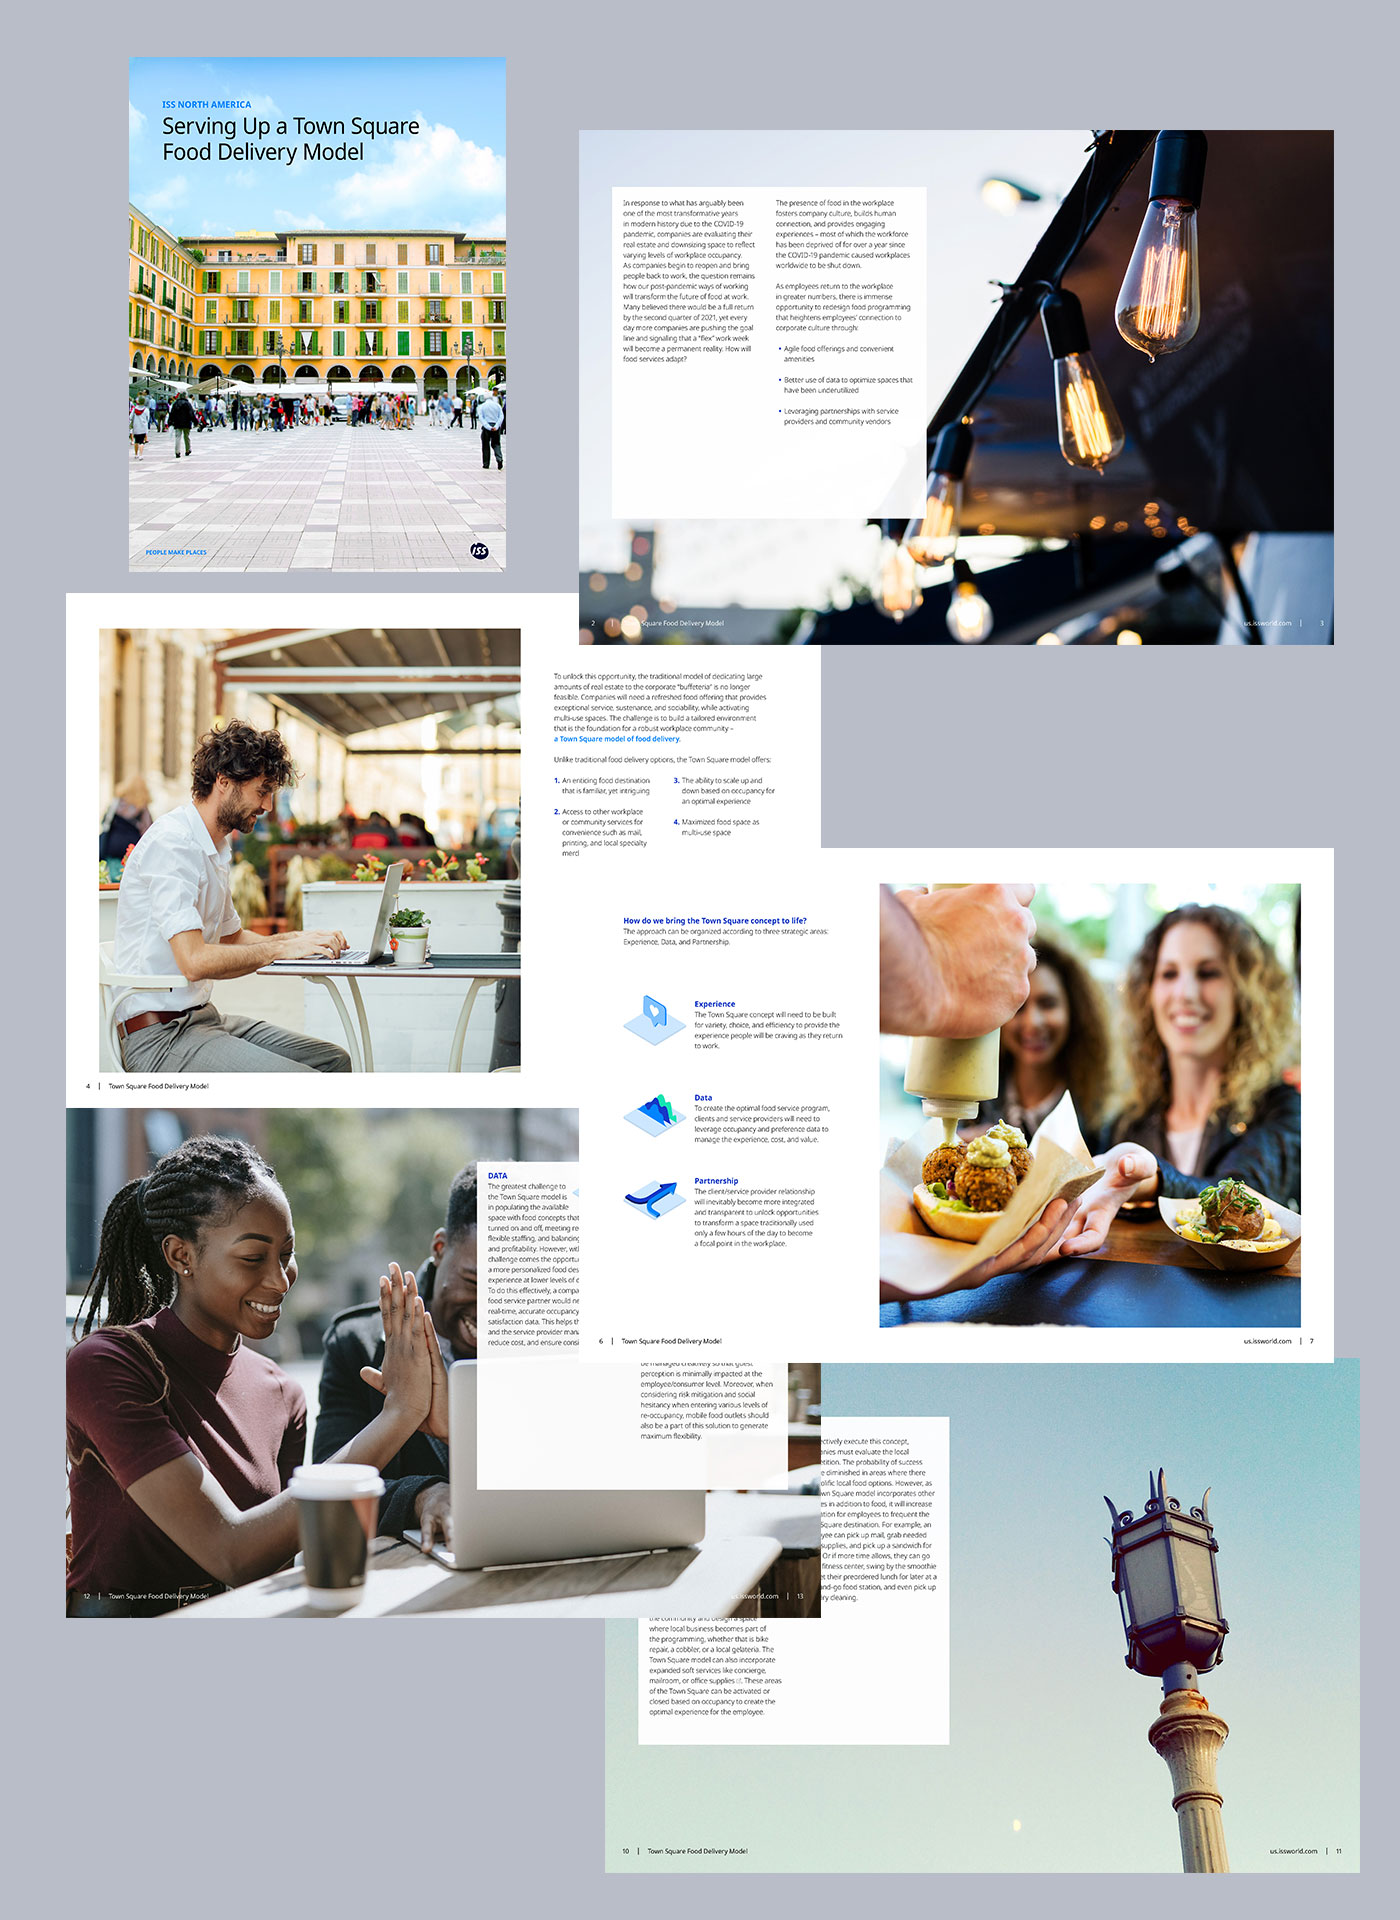 ISS NORTH AMERICA
Serving Up a Town Square
Food Delivery Model
PEOPLE MAKE PLACES
ISS
In response to what has arguably been
one of the most transformative years
in modern history due to the COVID-19
pandemic, companies are evaluating their
real estate and downsizing space to reflect
varying levels of workplace occupancy.
As companies begin to reopen and bring
people back to work, the question remains
how our post-pandemic ways of working
will transform the future of food at work.
Many believed there would be a full return
by the second quarter of 2021, yet every
day more companies are pushing the goal
line and signaling that a "flex" work week
will become a permanent reality. How will
food services adapt?
The presence of food in the workplace
fosters company culture, builds human
connection, and provides engaging
experiences – most of which the workforce
has been deprived of for over a year since
the COVID-19 pandemic caused workplaces
worldwide to be shut down.
As employees return to the workplace
in greater numbers, there is immense
opportunity to redesign food programming
that heightens employees' connection to
corporate culture through:
• Agile food offerings and convenient
amenities
• Better use of data to optimize spaces that
have been underutilized
• Leveraging partnerships with service
providers and community vendors
2 | Town Square Food Delivery Model
us.issworld.com | 3
To unlock this opportunity, the traditional model of dedicating large
amounts of real estate to the corporate "buffeteria" is no longer
feasible. Companies will need a refreshed food offering that provides
exceptional service, sustenance, and sociability, while activating
multi-use spaces. The challenge is to build a tailored environment
that is the foundation for a robust workplace community –
a Town Square model of food delivery.
Unlike traditional food delivery options, the Town Square model offers:
1. An enticing food destination
that is familiar, yet intriguing
2. Access to other workplace
or community services for
convenience such as mail,
printing, and local specialty
merch
3. The ability to scale up and
down based on occupancy for
an optimal experience
4. Maximized food space as
multi-use space
4 | Town Square Food Delivery Model
How do we bring the Town Square concept to life?
The approach can be organized according to three strategic areas:
Experience, Data, and Partnership.
Experience
The Town Square concept will need to be built
for variety, choice, and efficiency to provide the
experience people will be craving as they return
to work.
Data
To create the optimal food service program,
clients and service providers will need to
leverage occupancy and preference data to
manage the experience, cost, and value.
Partnership
The client/service provider relationship
will inevitably become more integrated
and transparent to unlock opportunities
to transform a space traditionally used
only a few hours of the day to become
a focal point in the workplace.
6 | Town Square Food Delivery Model
us.issworld.com | 7
DATA
The greatest challenge to
the Town Square model is
in populating the available
space with food concepts that
turned on and off, meeting re
flexible staffing, and balancing
and profitability. However, wit
challenge comes the opportu
a more personalized food des
experience at lower levels of
To do this effectively, a compa
food service partner would ne
real-time, accurate occupancy
satisfaction data. This helps th
and the service provider mana
reduce cost, and ensure consi
be managed creatively so that guest
perception is minimally impacted at the
employee/consumer level. Moreover, when
considering risk mitigation and social
hesitancy when entering various levels of
re-occupancy, mobile food outlets should
also be a part of this solution to generate
maximum flexibility.
12 | Town Square Food Delivery Model
us.issworld.com | 13
ectively execute this concept,
nies must evaluate the local
etition. The probability of success
e diminished in areas where there
olific local food options. However, as
wn Square model incorporates other
es in addition to food, it will increase
ation for employees to frequent the
Square destination. For example, an
yee can pick up mail, grab needed
supplies, and pick up a sandwich for
Or if more time allows, they can go
fitness center, swing by the smoothie
et their preordered lunch for later at a
and-go food station, and even pick up
ry cleaning.
the community and design a space
where local business becomes part of
the programming, whether that is bike
repair, a cobbler, or a local gelateria. The
Town Square model can also incorporate
expanded soft services like concierge,
mailroom, or office supplies. These areas
of the Town Square can be activated or
closed based on occupancy to create the
optimal experience for the employee.
10 | Town Square Food Delivery Model
us.issworld.com | 11